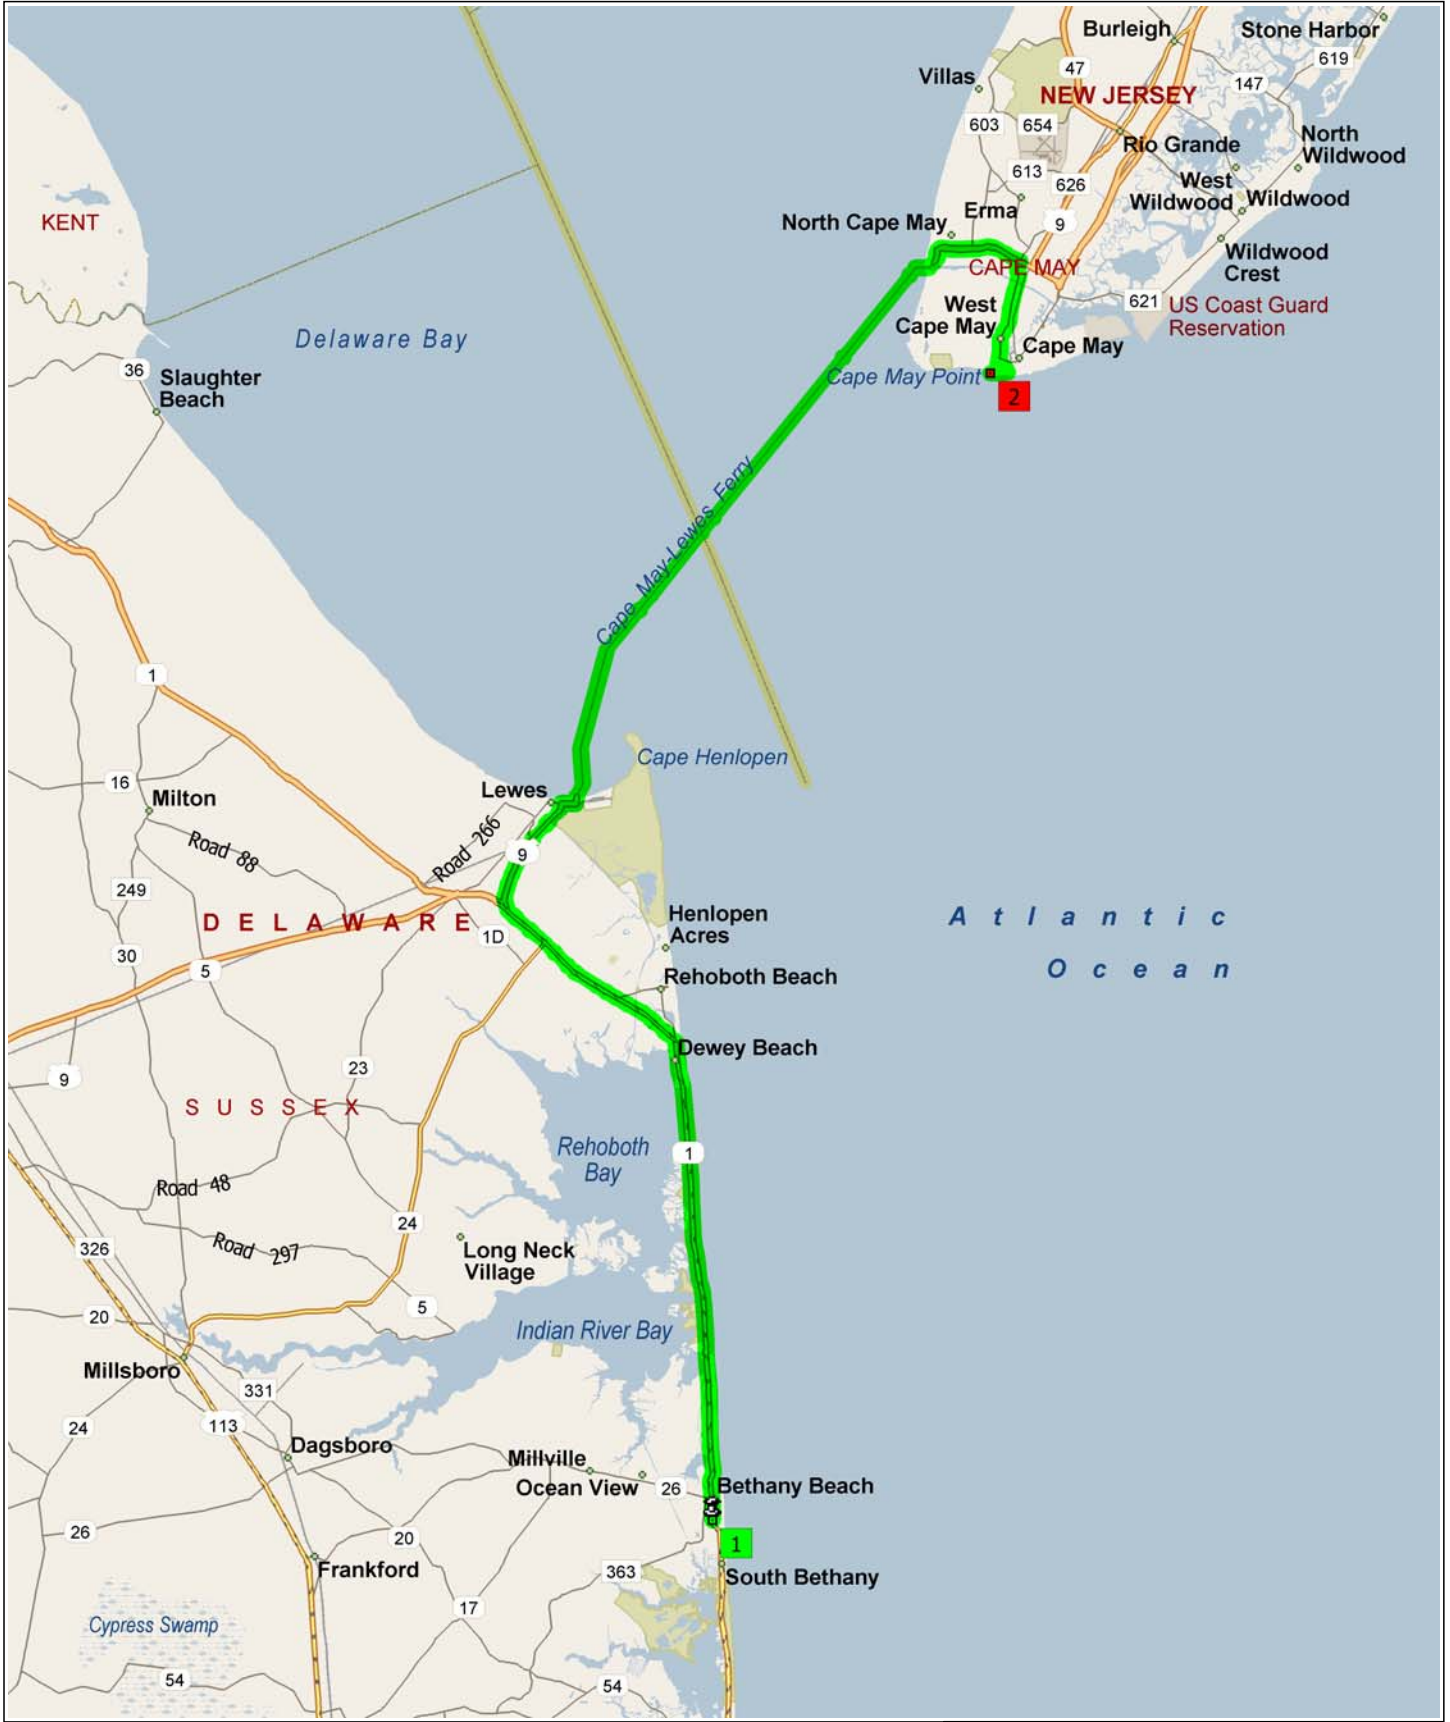 Burleigh
Stone Harbor
619
47
Villas
147
NEW JERSEY
603
654
North
Wildwood
Rio Grande
613
626
West
Wildwood
Wildwood
KENT
Erma
North Cape May
9
Wildwood
Crest
CAPE MAY
621
US Coast Guard
Reservation
West
Cape May
Delaware Bay
Cape May
36
Slaughter
Beach
Cape May Point
2
Cape May-Lewes Ferry
1
Cape Henlopen
16
Lewes
Milton
Road 88
Road 266
9
249
Henlopen
Acres
Atlantic
Ocean
DELAWARE
1D
30
5
Rehoboth Beach
Dewey Beach
23
9
SUSSEX
Rehoboth
Bay
1
Road 48
24
326
Road 297
Long Neck
Village
5
20
Indian River Bay
Millsboro
331
24
113
Dagsboro
Millville
Ocean View
26
Bethany Beach
26
20
1
Frankford
363
South Bethany
17
Cypress Swamp
54
54